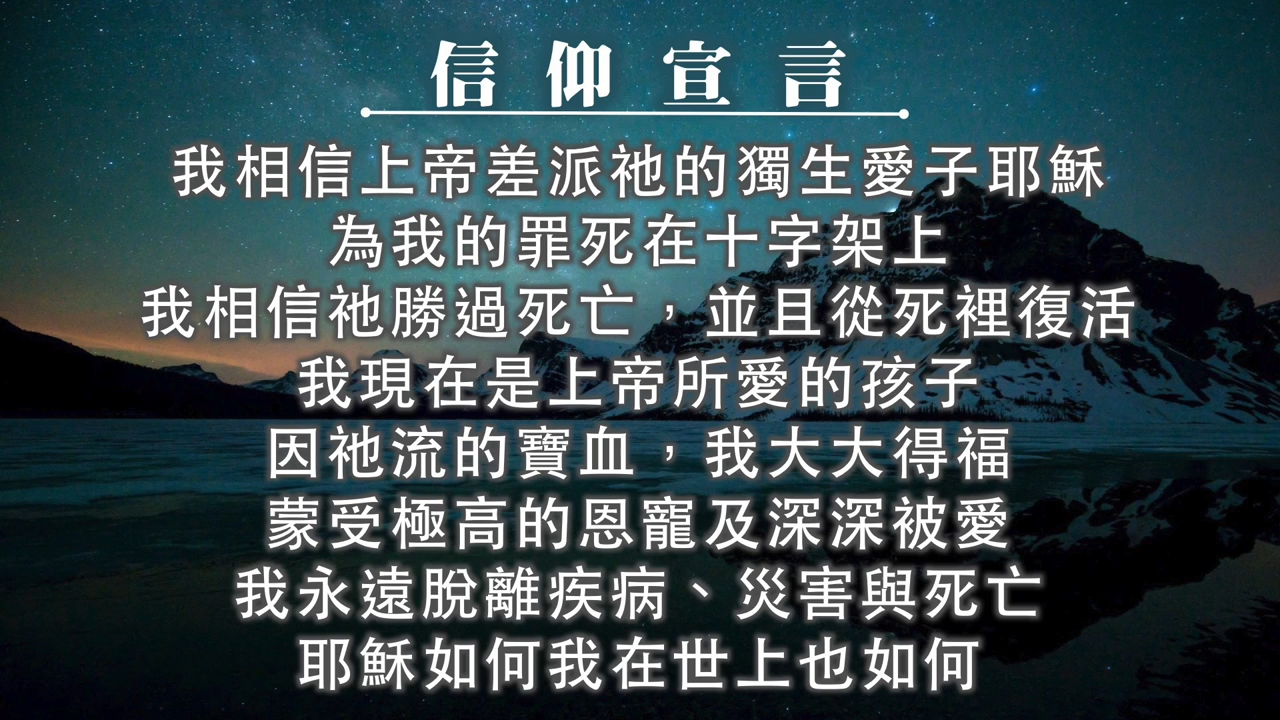 信仰宣言
我相信上帝差派祂的獨生愛子耶穌
為我的罪死在十字架上
我相信祂勝過死亡，並且從死裡復活
我現在是上帝所愛的孩子
因祂流的寶血，我大大得福
蒙受極高的恩寵及深深被愛
我永遠脫離疾病、災害與死亡
耶穌如何我在世上也如何